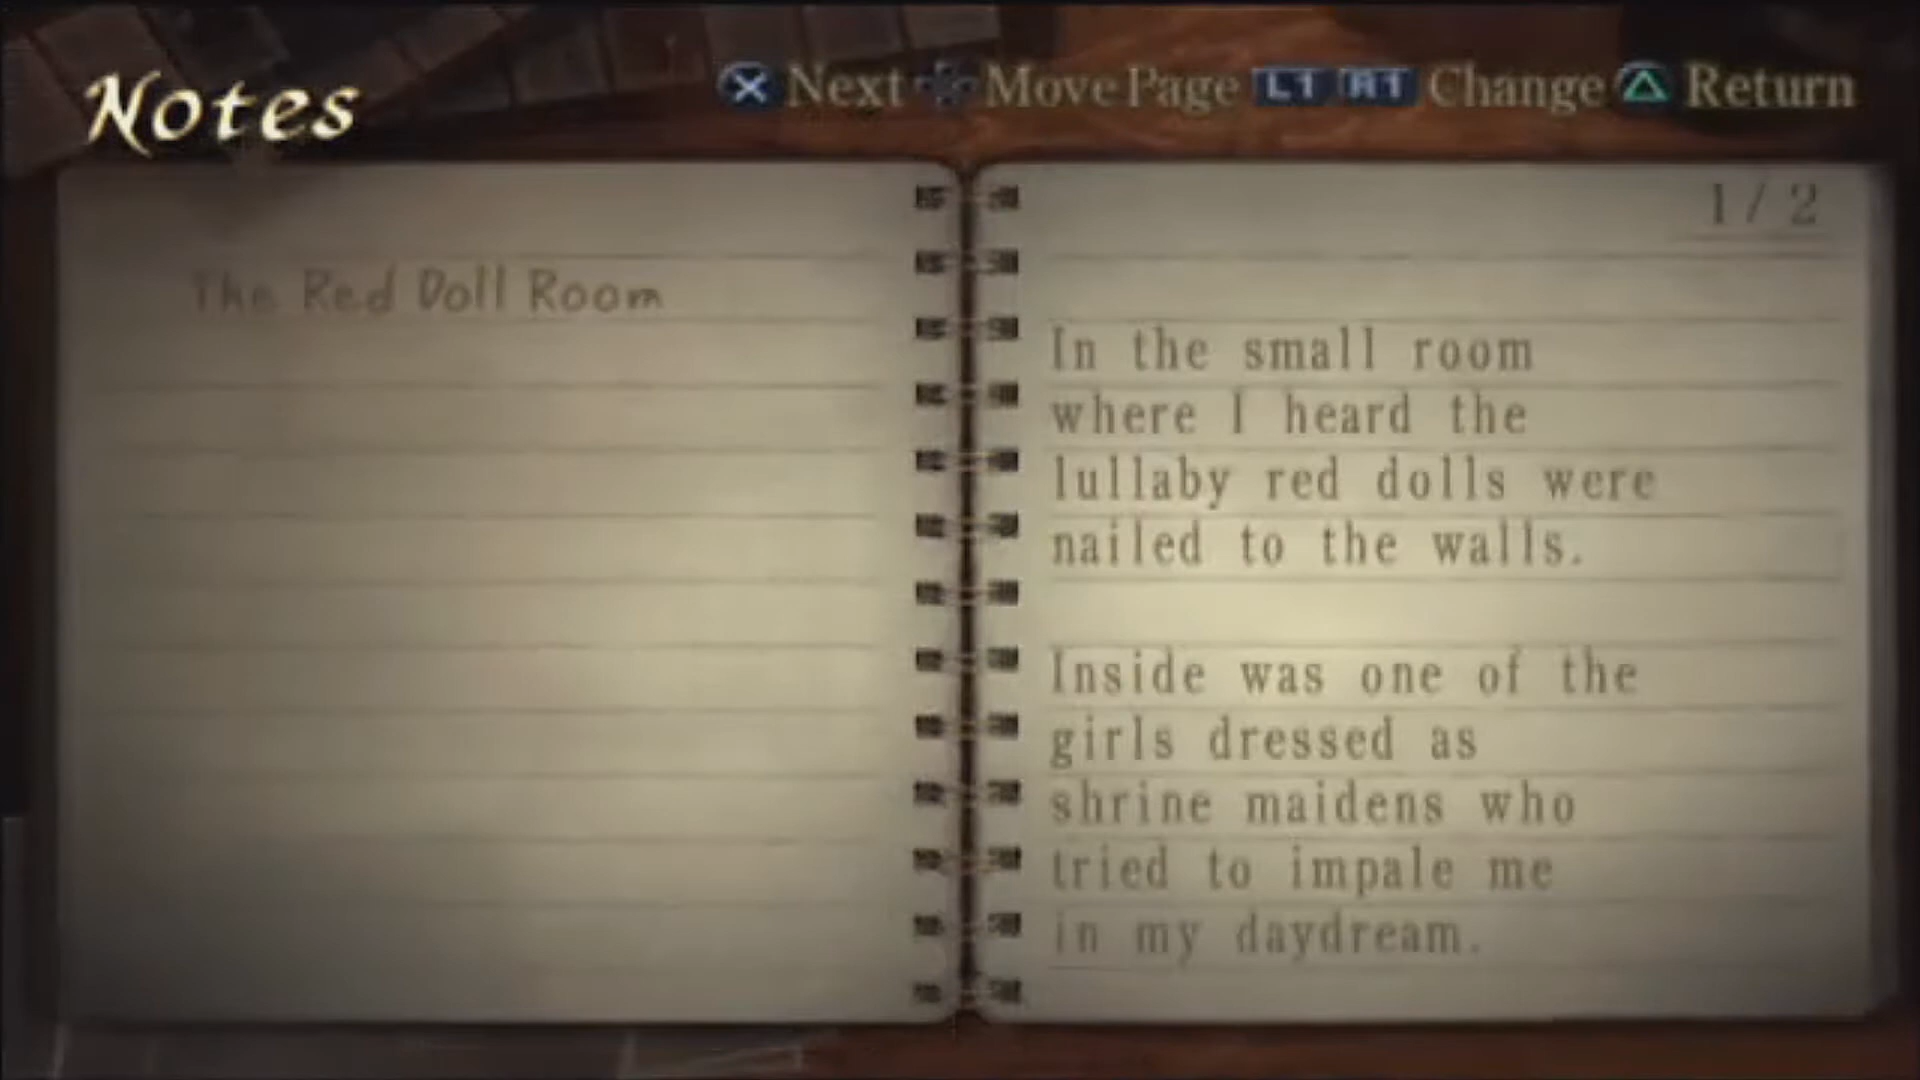 Notes
Next Move Page L1 R1 Change Return
The Red Doll Room
1/2
In the small room
where I heard the
lullaby red dolls were
nailed to the walls.
Inside was one of the
girls dressed as
shrine maidens who
tried to impale me
in my daydream.